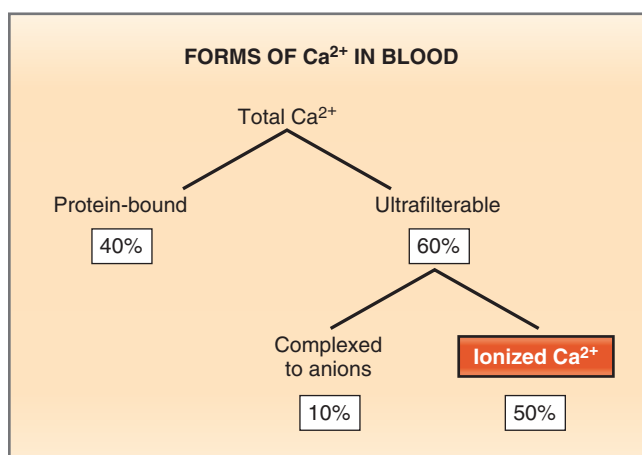 FORMS OF Ca²⁺ IN BLOOD
Total Ca²⁺
Protein-bound
Ultrafilterable
40%
60%
Complexed
to anions
Ionized Ca²⁺
10%
50%